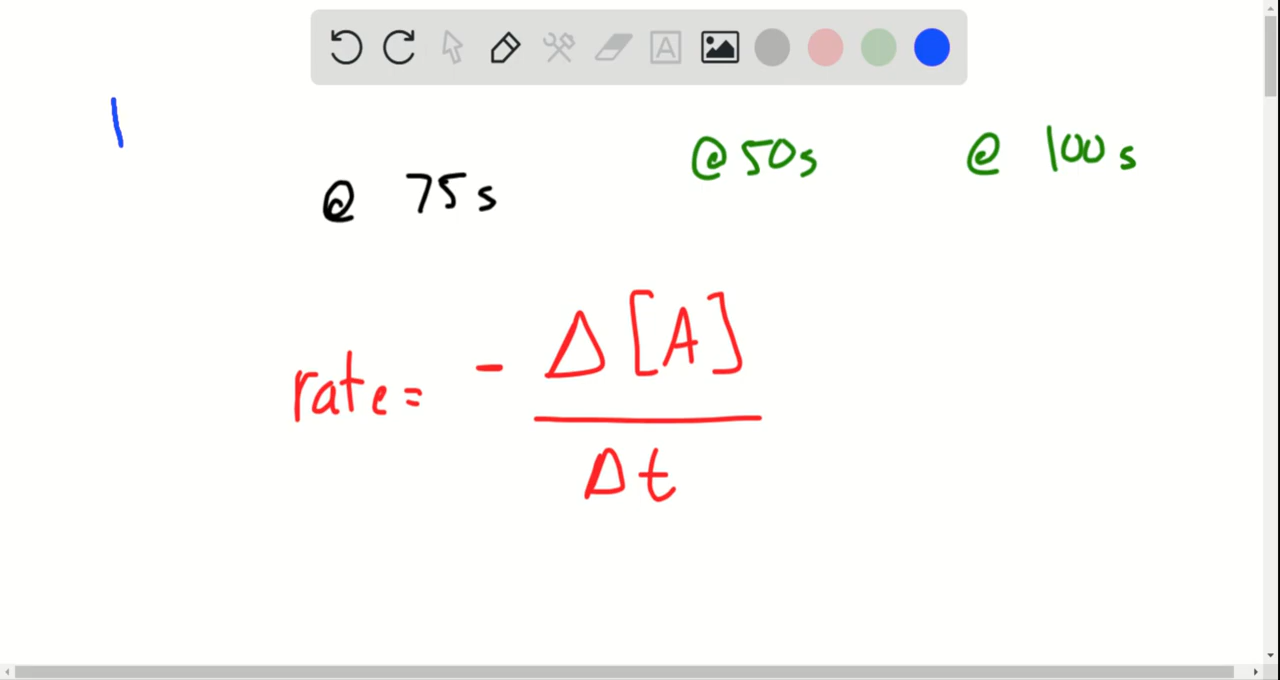 @ 50s @ 100s
@ 75s
rate = - Δ[A] / Δt